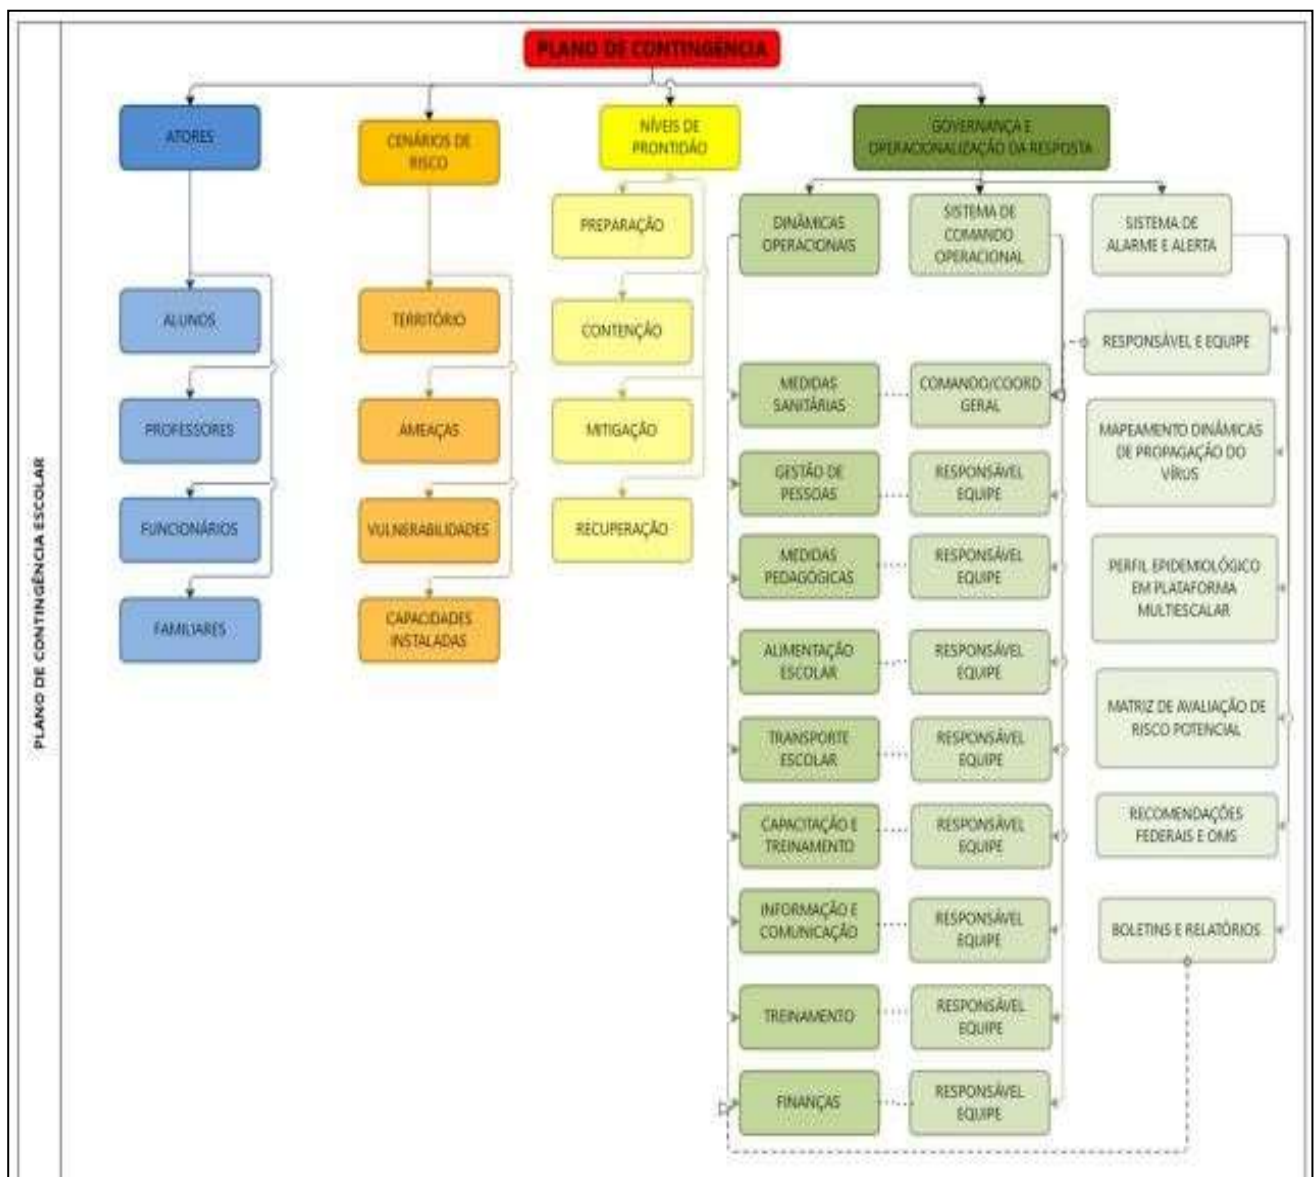 PLANO DE CONTINGÊNCIA
ATORES
CENÁRIOS DE
RISCO
NÍVEIS DE
PRONTIDÃO
GOVERNANÇA E
OPERACIONALIZAÇÃO DA RESPOSTA
ALUNOS
PROFESSORES
FUNCIONÁRIOS
FAMILIARES
TERRITÓRIO
AMEAÇAS
VULNERABILIDADES
CAPACIDADES
INSTALADAS
PREPARAÇÃO
CONTENÇÃO
MITIGAÇÃO
RECUPERAÇÃO
DINÂMICAS
OPERACIONAIS
MEDIDAS
SANITÁRIAS
GESTÃO DE
PESSOAS
MEDIDAS
PEDAGÓGICAS
ALIMENTAÇÃO
ESCOLAR
TRANSPORTE
ESCOLAR
CAPACITAÇÃO E
TREINAMENTO
INFORMAÇÃO E
COMUNICAÇÃO
TREINAMENTO
FINANÇAS
SISTEMA DE
COMANDO
OPERACIONAL
COMANDO/COORD
GERAL
RESPONSÁVEL
EQUIPE
RESPONSÁVEL
EQUIPE
RESPONSÁVEL
EQUIPE
RESPONSÁVEL
EQUIPE
RESPONSÁVEL
EQUIPE
RESPONSÁVEL
EQUIPE
RESPONSÁVEL
EQUIPE
RESPONSÁVEL
EQUIPE
SISTEMA DE
ALARME E ALERTA
RESPONSÁVEL E EQUIPE
MAPEAMENTO DINÂMICAS
DE PROPAGAÇÃO DO
VÍRUS
PERFIL EPIDEMIOLÓGICO
EM PLATAFORMA
MULTIESCALAR
MATRIZ DE AVALIAÇÃO DE
RISCO POTENCIAL
RECOMENDAÇÕES
FEDERAIS E OMS
BOLETINS E RELATÓRIOS
PLANO DE CONTINGÊNCIA ESCOLAR